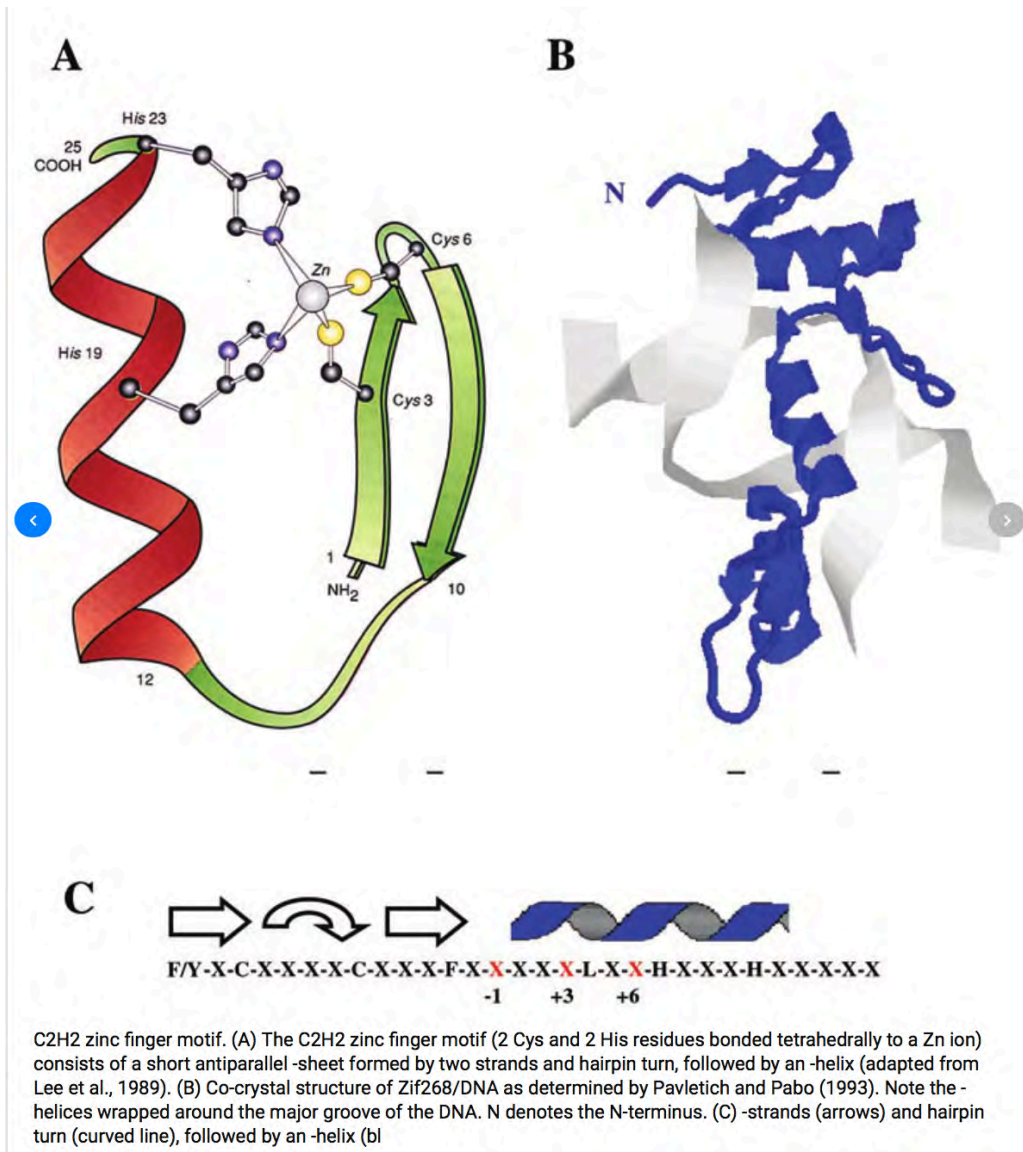 A
B
His 23
25
COOH
N
Cys 6
Zn
His 19
Cys 3
1
NH2
10
12
C
F/Y-X-C-X-X-X-X-C-X-X-X-F-X-X-X-X-X-L-X-X-H-X-X-X-H-X-X-X-X-X
-1 +3 +6
C2H2 zinc finger motif. (A) The C2H2 zinc finger motif (2 Cys and 2 His residues bonded tetrahedrally to a Zn ion)
consists of a short antiparallel -sheet formed by two strands and hairpin turn, followed by an -helix (adapted from
Lee et al., 1989). (B) Co-crystal structure of Zif268/DNA as determined by Pavletich and Pabo (1993). Note the -
helices wrapped around the major groove of the DNA. N denotes the N-terminus. (C) -strands (arrows) and hairpin
turn (curved line), followed by an -helix (bl